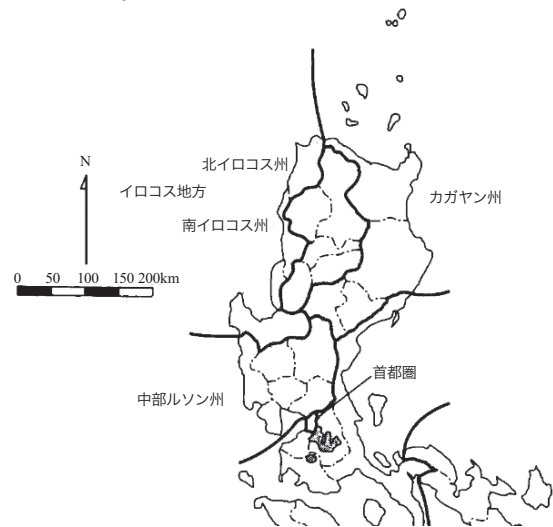 北イロコス州
N
イロコス地方
カガヤン州
南イロコス州
0 50 100 150 200km
首都圏
中部ルソン州